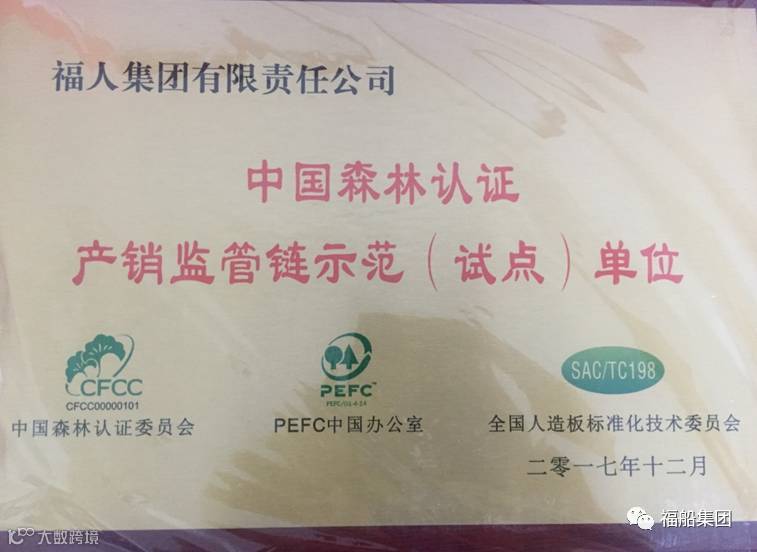 福人集团有限责任公司
中国森林认证
产销监管链示范（试点）单位
CFCC
CFCC00000101
中国森林认证委员会
PEFC™
PEFC中国办公室
SAC/TC198
全国人造板标准化技术委员会
二零一七年十二月
福船集团
大数跨境